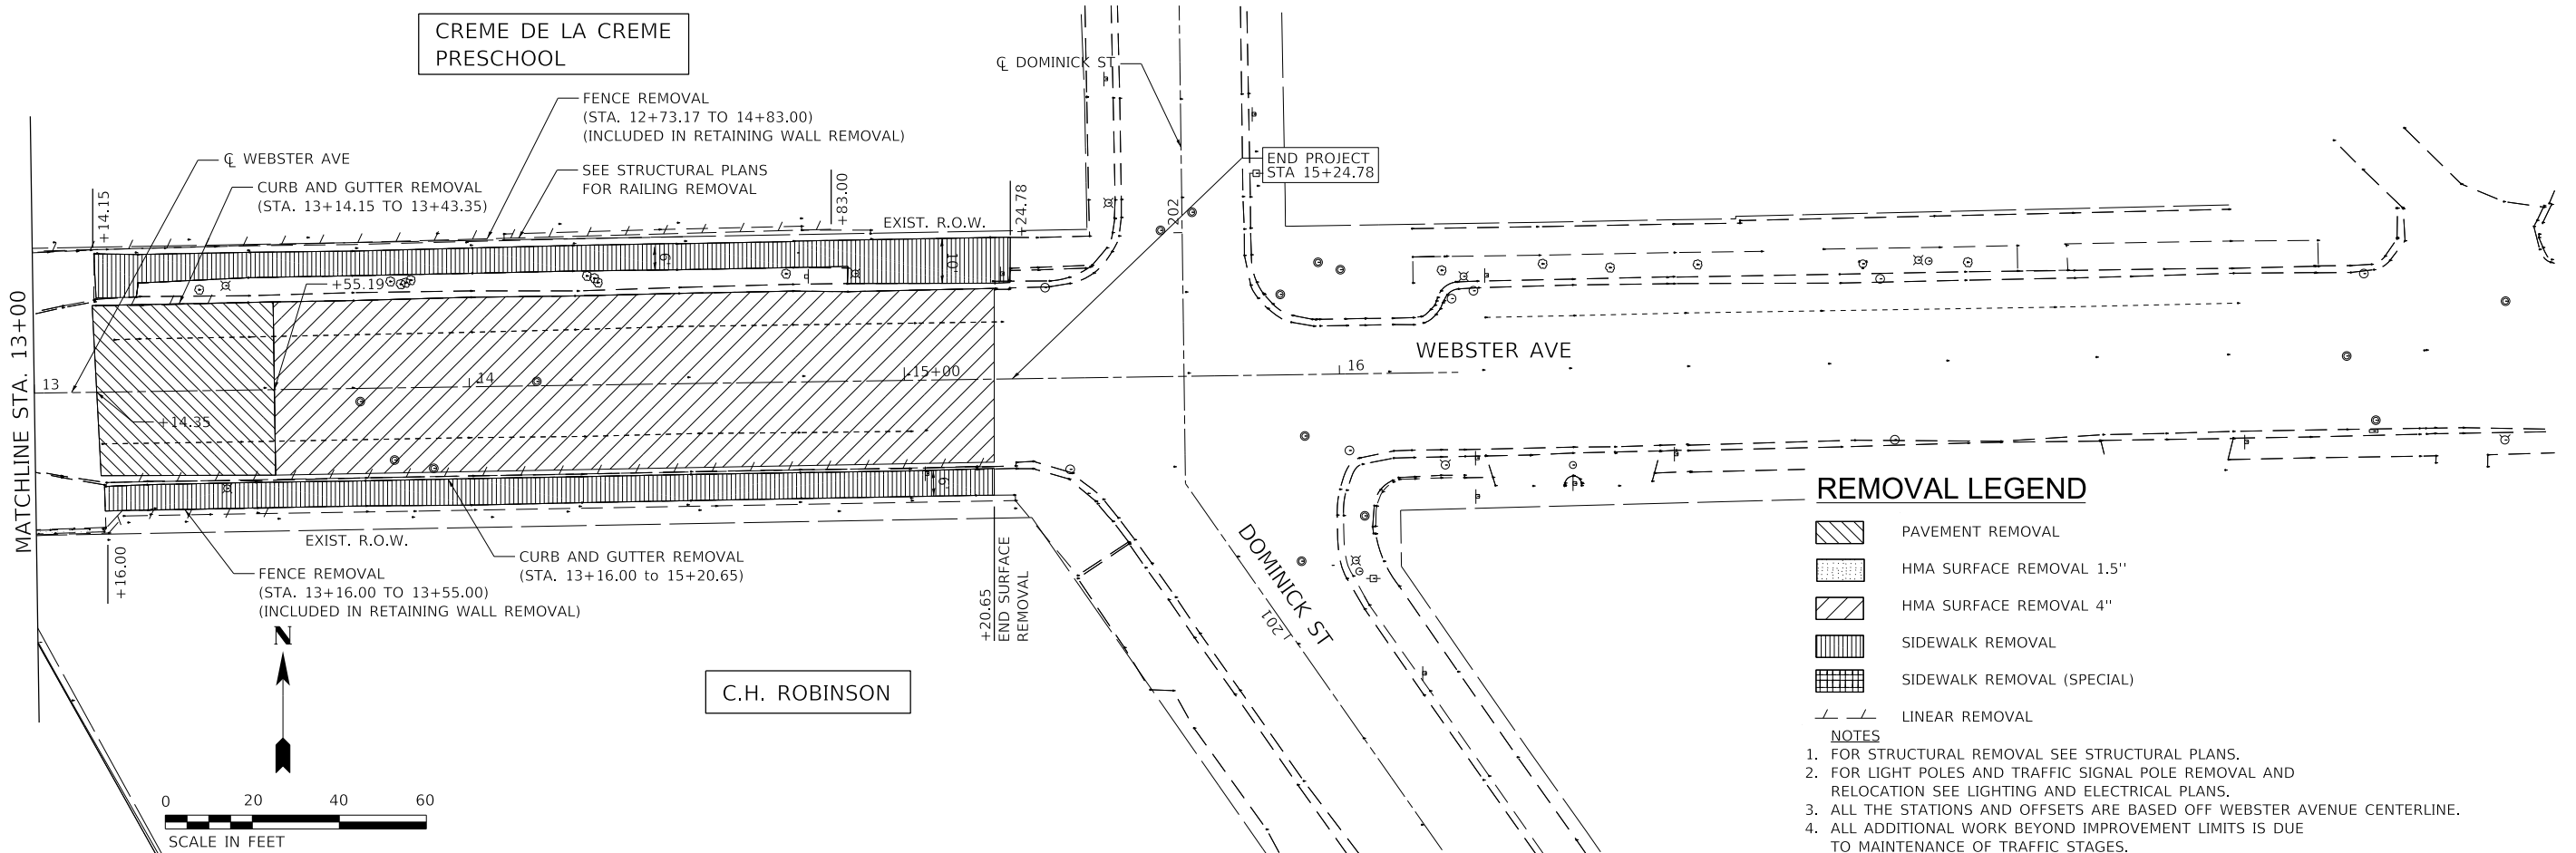 CREME DE LA CREME
PRESCHOOL
℄ DOMINICK ST
FENCE REMOVAL
(STA. 12+73.17 TO 14+83.00)
(INCLUDED IN RETAINING WALL REMOVAL)
℄ WEBSTER AVE
SEE STRUCTURAL PLANS
FOR RAILING REMOVAL
CURB AND GUTTER REMOVAL
(STA. 13+14.15 TO 13+43.35)
END PROJECT
STA 15+24.78
+14.15
+83.00
+24.78
EXIST. R.O.W.
202
6'
10'
+55.19
MATCHLINE STA. 13+00
13
14
15+00
16
WEBSTER AVE
+14.35
6'
EXIST. R.O.W.
+16.00
CURB AND GUTTER REMOVAL
(STA. 13+16.00 to 15+20.65)
FENCE REMOVAL
(STA. 13+16.00 TO 13+55.00)
(INCLUDED IN RETAINING WALL REMOVAL)
+20.65
END SURFACE
REMOVAL
DOMINICK ST
201
N
C.H. ROBINSON
0 20 40 60
SCALE IN FEET
REMOVAL LEGEND
PAVEMENT REMOVAL
HMA SURFACE REMOVAL 1.5''
HMA SURFACE REMOVAL 4''
SIDEWALK REMOVAL
SIDEWALK REMOVAL (SPECIAL)
LINEAR REMOVAL
NOTES
1. FOR STRUCTURAL REMOVAL SEE STRUCTURAL PLANS.
2. FOR LIGHT POLES AND TRAFFIC SIGNAL POLE REMOVAL AND
RELOCATION SEE LIGHTING AND ELECTRICAL PLANS.
3. ALL THE STATIONS AND OFFSETS ARE BASED OFF WEBSTER AVENUE CENTERLINE.
4. ALL ADDITIONAL WORK BEYOND IMPROVEMENT LIMITS IS DUE
TO MAINTENANCE OF TRAFFIC STAGES.